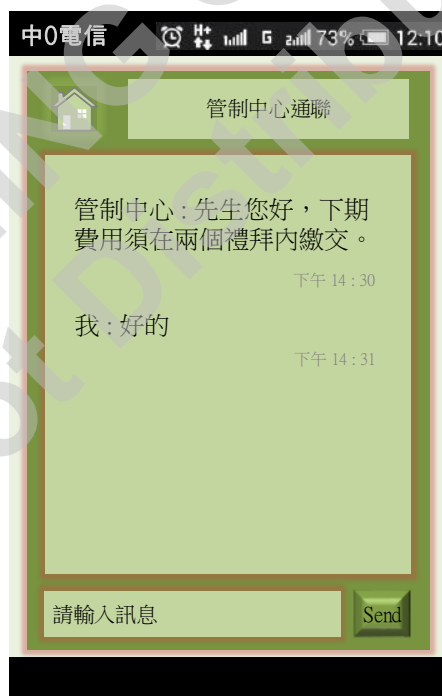 中0電信 H+ G 73% 12:10
管制中心通聯
管制中心 : 先生您好，下期
費用須在兩個禮拜內繳交。
下午 14 : 30
我 : 好的
下午 14 : 31
請輸入訊息 Send